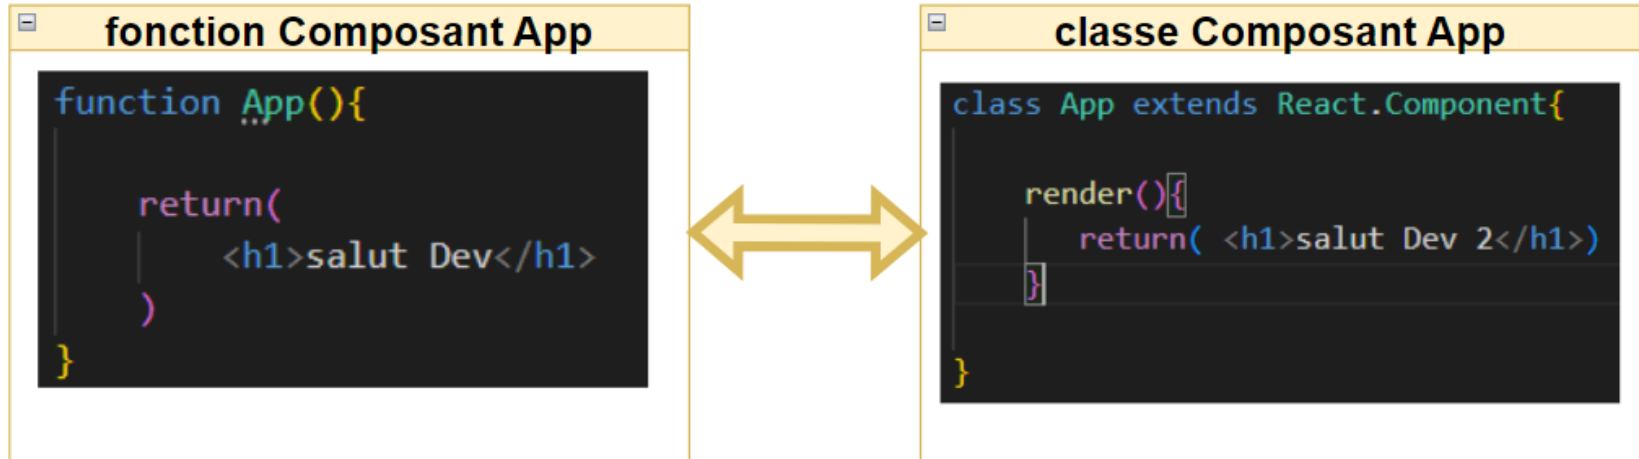 fonction Composant App
function App(){
return(
<h1>salut Dev</h1>
)
}
classe Composant App
class App extends React.Component{
render(){
return( <h1>salut Dev 2</h1>)
}
}